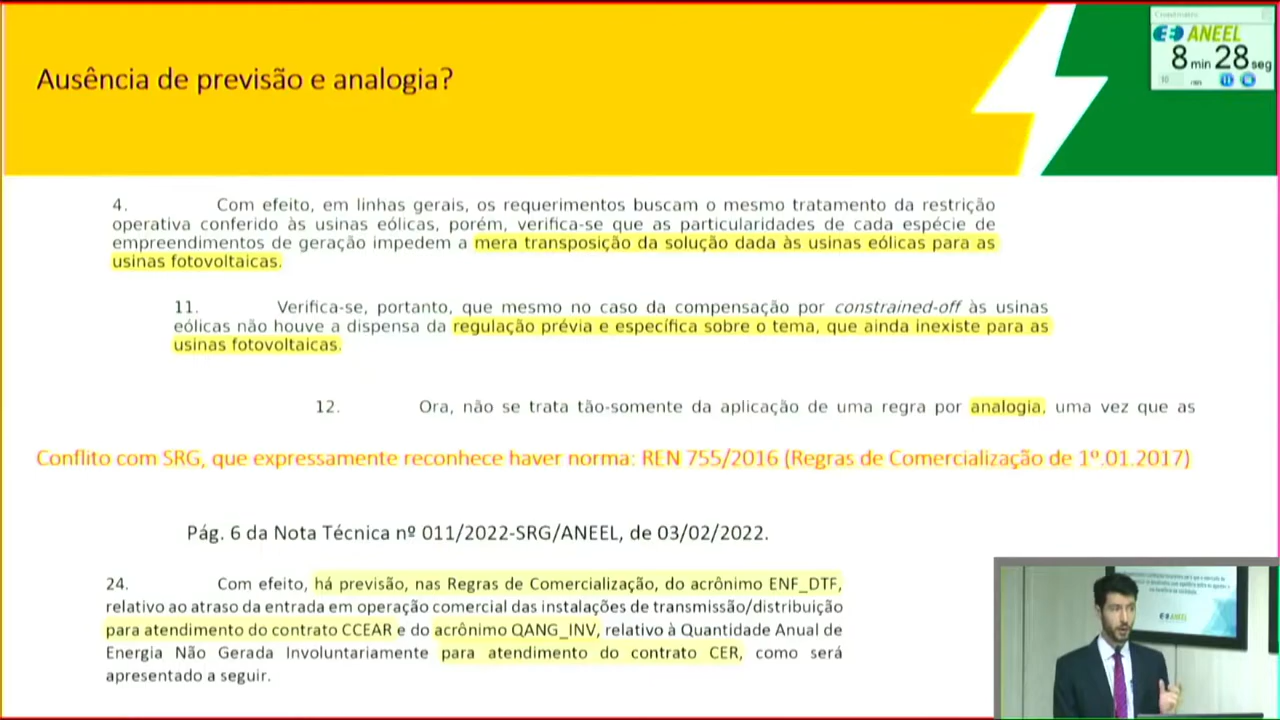 Ausência de previsão e analogia?
ANEEL
8 min 28 seg
10 min
4. Com efeito, em linhas gerais, os requerimentos buscam o mesmo tratamento da restrição
operativa conferido às usinas eólicas, porém, verifica-se que as particularidades de cada espécie de
empreendimentos de geração impedem a mera transposição da solução dada às usinas eólicas para as
usinas fotovoltaicas.
11. Verifica-se, portanto, que mesmo no caso da compensação por constrained-off às usinas
eólicas não houve a dispensa da regulação prévia e específica sobre o tema, que ainda inexiste para as
usinas fotovoltaicas.
12. Ora, não se trata tão-somente da aplicação de uma regra por analogia, uma vez que as
Conflito com SRG, que expressamente reconhece haver norma: REN 755/2016 (Regras de Comercialização de 1º.01.2017)
Pág. 6 da Nota Técnica nº 011/2022-SRG/ANEEL, de 03/02/2022.
24. Com efeito, há previsão, nas Regras de Comercialização, do acrônimo ENF_DTF,
relativo ao atraso da entrada em operação comercial das instalações de transmissão/distribuição
para atendimento do contrato CCEAR e do acrônimo QANG_INV, relativo à Quantidade Anual de
Energia Não Gerada Involuntariamente para atendimento do contrato CER, como será
apresentado a seguir.
ANEEL